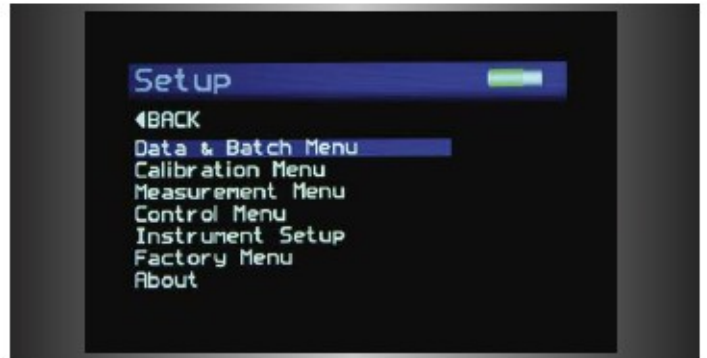 Setup
◀BACK
Data & Batch Menu
Calibration Menu
Measurement Menu
Control Menu
Instrument Setup
Factory Menu
About